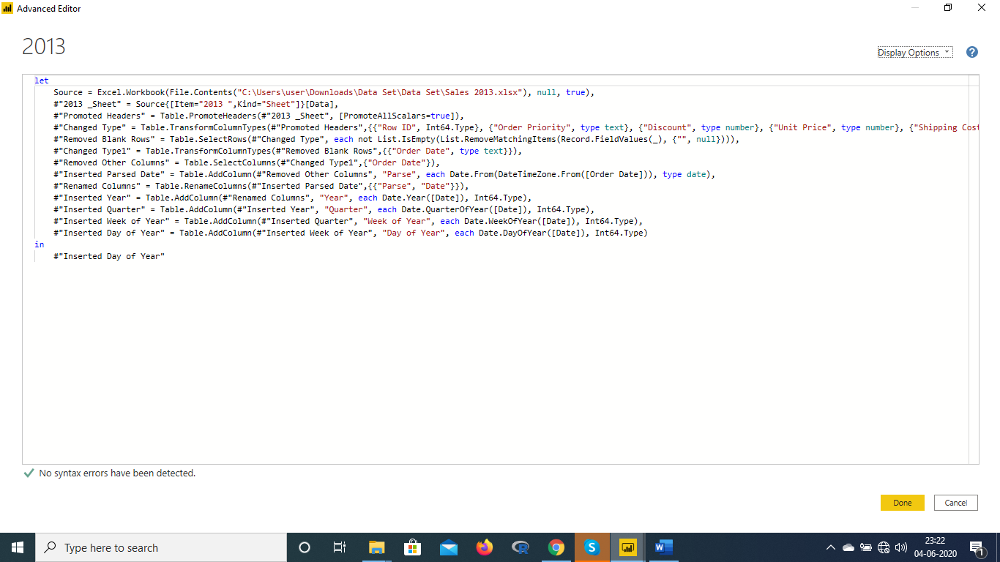 Advanced Editor
2013
Display Options
?
let
Source = Excel.Workbook(File.Contents("C:\Users\user\Downloads\Data Set\Data Set\Sales 2013.xlsx"), null, true),
#"2013 _Sheet" = Source{[Item="2013 ",Kind="Sheet"]}[Data],
#"Promoted Headers" = Table.PromoteHeaders(#"2013 _Sheet", [PromoteAllScalars=true]),
#"Changed Type" = Table.TransformColumnTypes(#"Promoted Headers",{{"Row ID", Int64.Type}, {"Order Priority", type text}, {"Discount", type number}, {"Unit Price", type number}, {"Shipping Cost
#"Removed Blank Rows" = Table.SelectRows(#"Changed Type", each not List.IsEmpty(List.RemoveMatchingItems(Record.FieldValues(_), {"", null}))),
#"Changed Type1" = Table.TransformColumnTypes(#"Removed Blank Rows",{{"Order Date", type text}}),
#"Removed Other Columns" = Table.SelectColumns(#"Changed Type1",{"Order Date"}),
#"Inserted Parsed Date" = Table.AddColumn(#"Removed Other Columns", "Parse", each Date.From(DateTimeZone.From([Order Date])), type date),
#"Renamed Columns" = Table.RenameColumns(#"Inserted Parsed Date",{{"Parse", "Date"}}),
#"Inserted Year" = Table.AddColumn(#"Renamed Columns", "Year", each Date.Year([Date]), Int64.Type),
#"Inserted Quarter" = Table.AddColumn(#"Inserted Year", "Quarter", each Date.QuarterOfYear([Date]), Int64.Type),
#"Inserted Week of Year" = Table.AddColumn(#"Inserted Quarter", "Week of Year", each Date.WeekOfYear([Date]), Int64.Type),
#"Inserted Day of Year" = Table.AddColumn(#"Inserted Week of Year", "Day of Year", each Date.DayOfYear([Date]), Int64.Type)
in
#"Inserted Day of Year"
No syntax errors have been detected.
Done
Cancel
Type here to search
23:22
04-06-2020
1